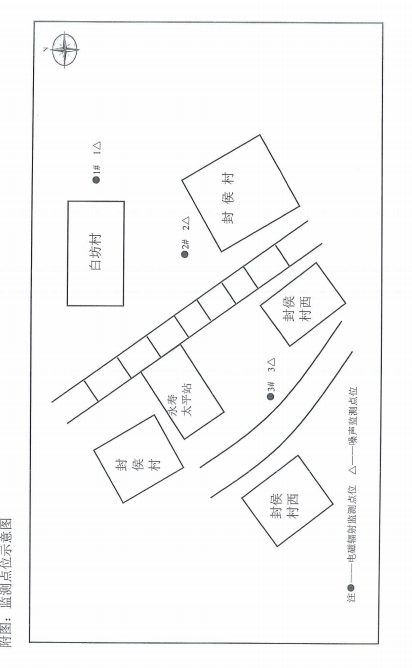 附图：监测点位示意图
N
白坊村
●1# 1△
●2# 2△
封侯村
封侯
村
永寿
太平站
封侯
村西
●3# 3△
封侯
村西
注●——电磁辐射监测点位 △——噪声监测点位